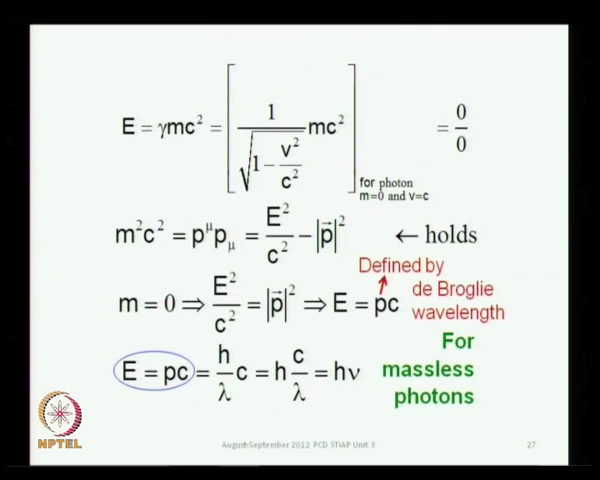 E = γmc² = [ 1 / √(1 − v²/c²) mc² ] for photon m=0 and v=c = 0/0
m²c² = p^μ p_μ = E²/c² − |p⃗|² ← holds
Defined by
m = 0 ⇒ E²/c² = |p⃗|² ⇒ E = pc de Broglie
wavelength
For
E = pc = h/λ c = h c/λ = hν massless
photons
NPTEL
August-September 2012 PCD STiAP Unit 3 27